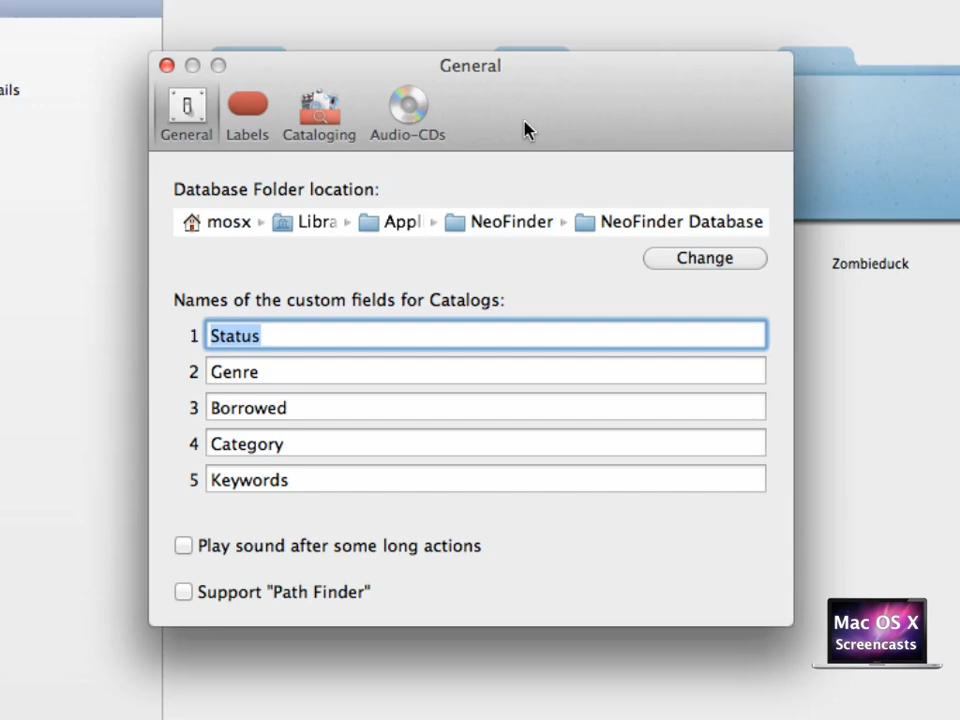 General
ails
General Labels Cataloging Audio-CDs
Database Folder location:
mosx Libra Appli NeoFinder NeoFinder Database
Change
Zombieduck
Names of the custom fields for Catalogs:
1 Status
2 Genre
3 Borrowed
4 Category
5 Keywords
Play sound after some long actions
Support "Path Finder"
Mac OS X
Screencasts